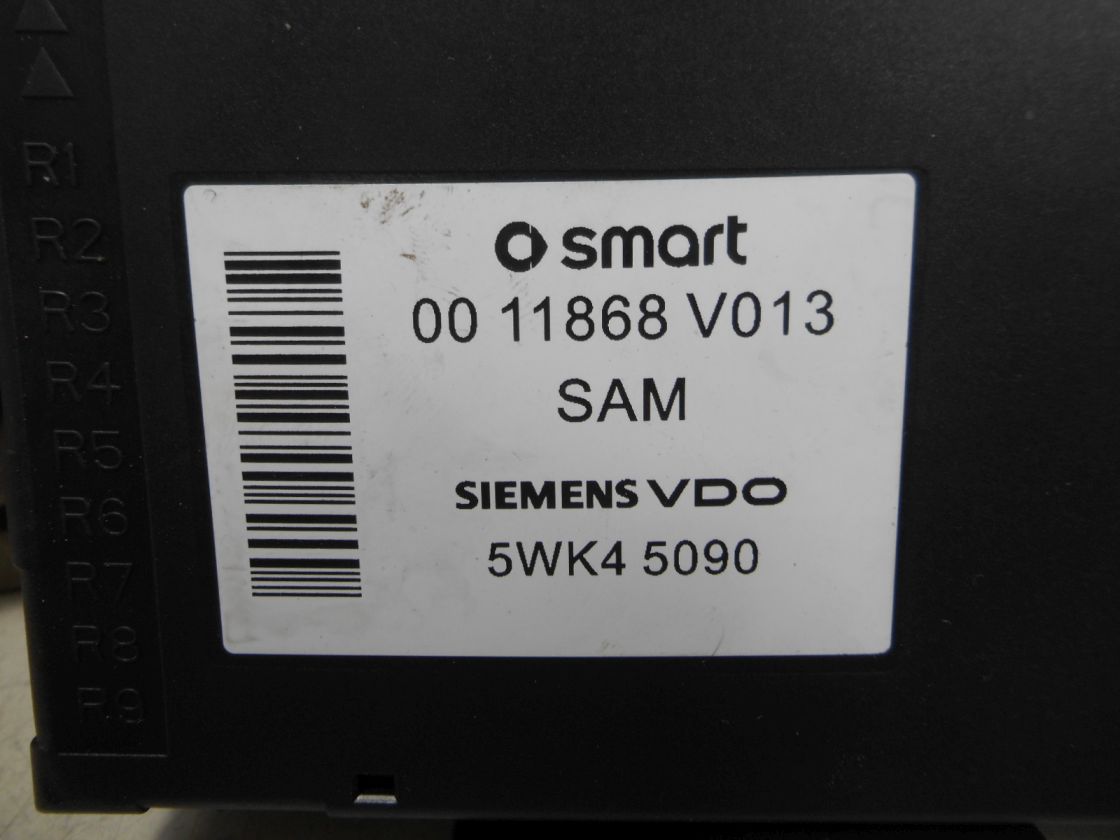 R1
R2
R3
R4
R5
R6
R7
R8
R9
smart
00 11868 V013
SAM
SIEMENS VDO
5WK4 5090